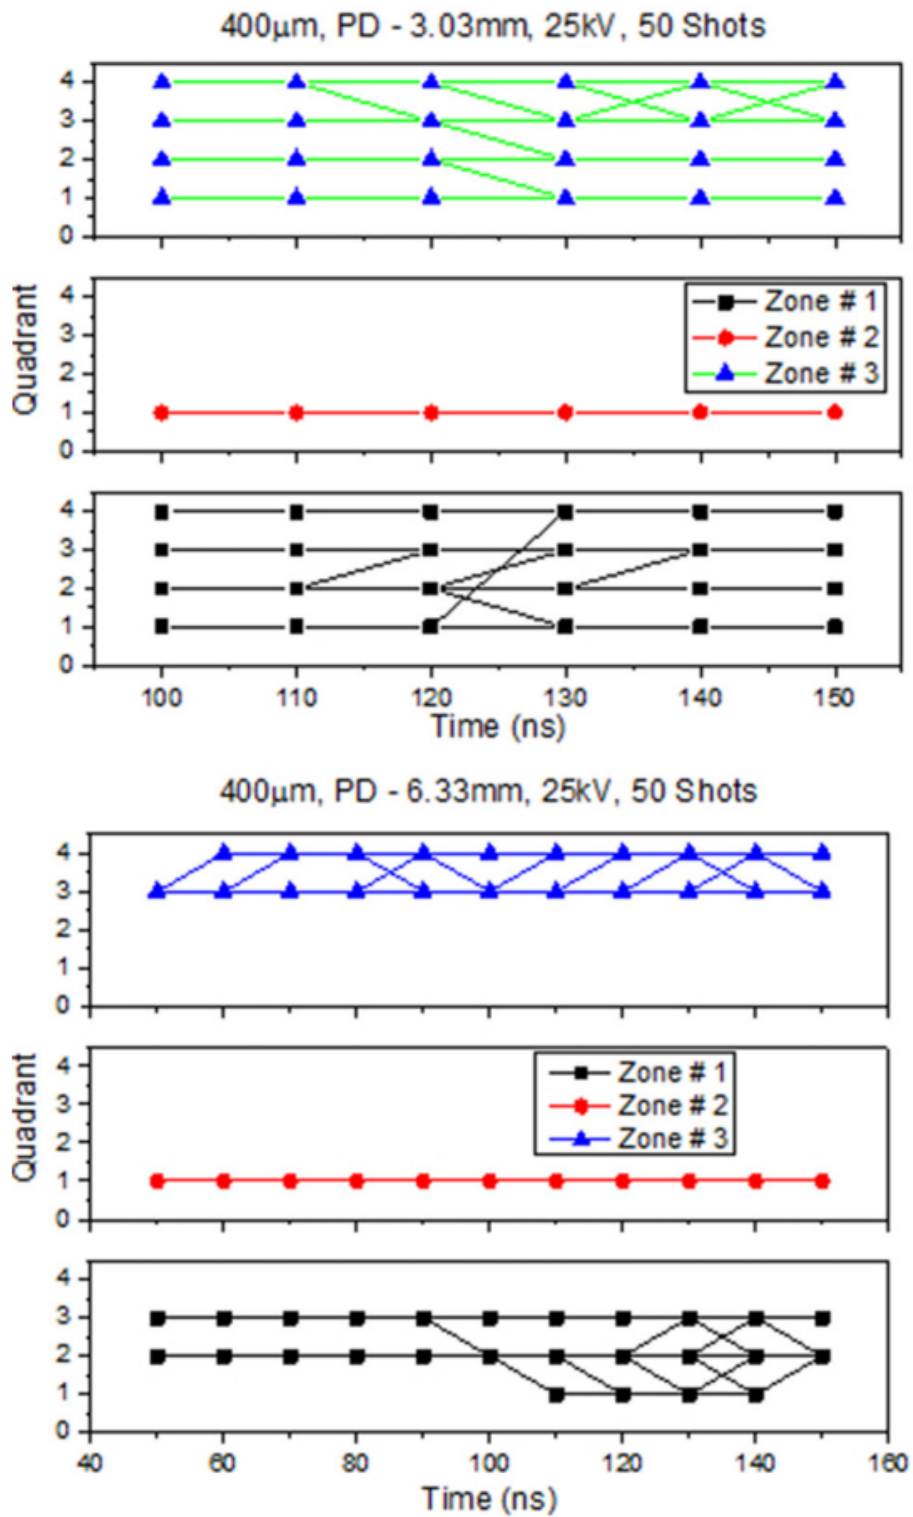 400μm, PD - 3.03mm, 25kV, 50 Shots
4
3
2
1
0
4
3
2
1
0
Quadrant
Zone # 1
Zone # 2
Zone # 3
4
3
2
1
0
100 110 120 130 140 150
Time (ns)
400μm, PD - 6.33mm, 25kV, 50 Shots
4
3
2
1
0
4
3
2
1
0
Quadrant
Zone # 1
Zone # 2
Zone # 3
4
3
2
1
0
40 60 80 100 120 140 160
Time (ns)